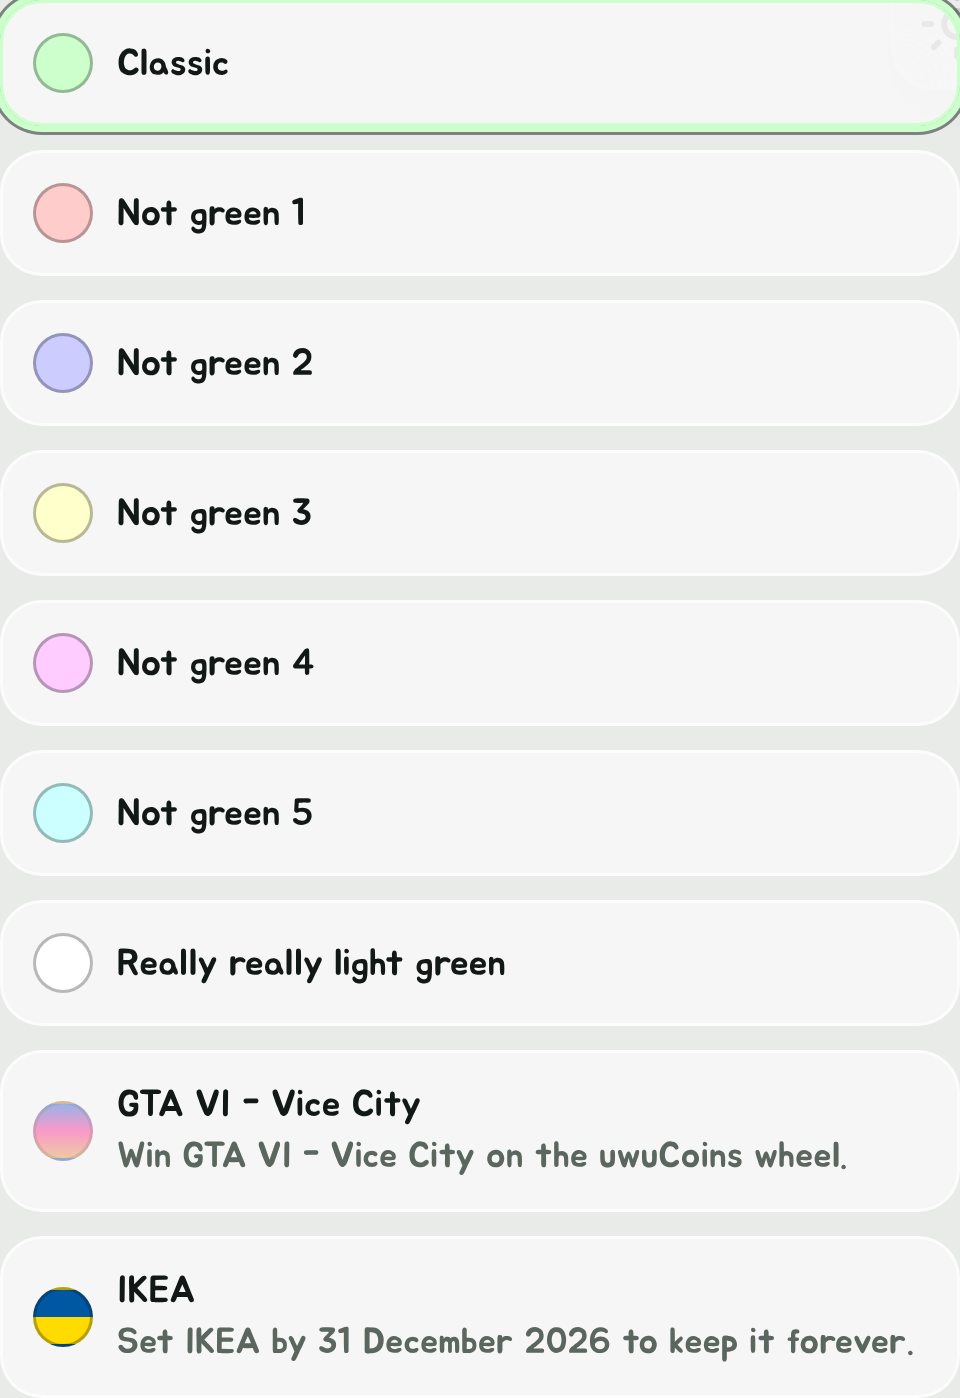 Classic
Not green 1
Not green 2
Not green 3
Not green 4
Not green 5
Really really light green
GTA VI - Vice City
Win GTA VI - Vice City on the uwuCoins wheel.
IKEA
Set IKEA by 31 December 2026 to keep it forever.